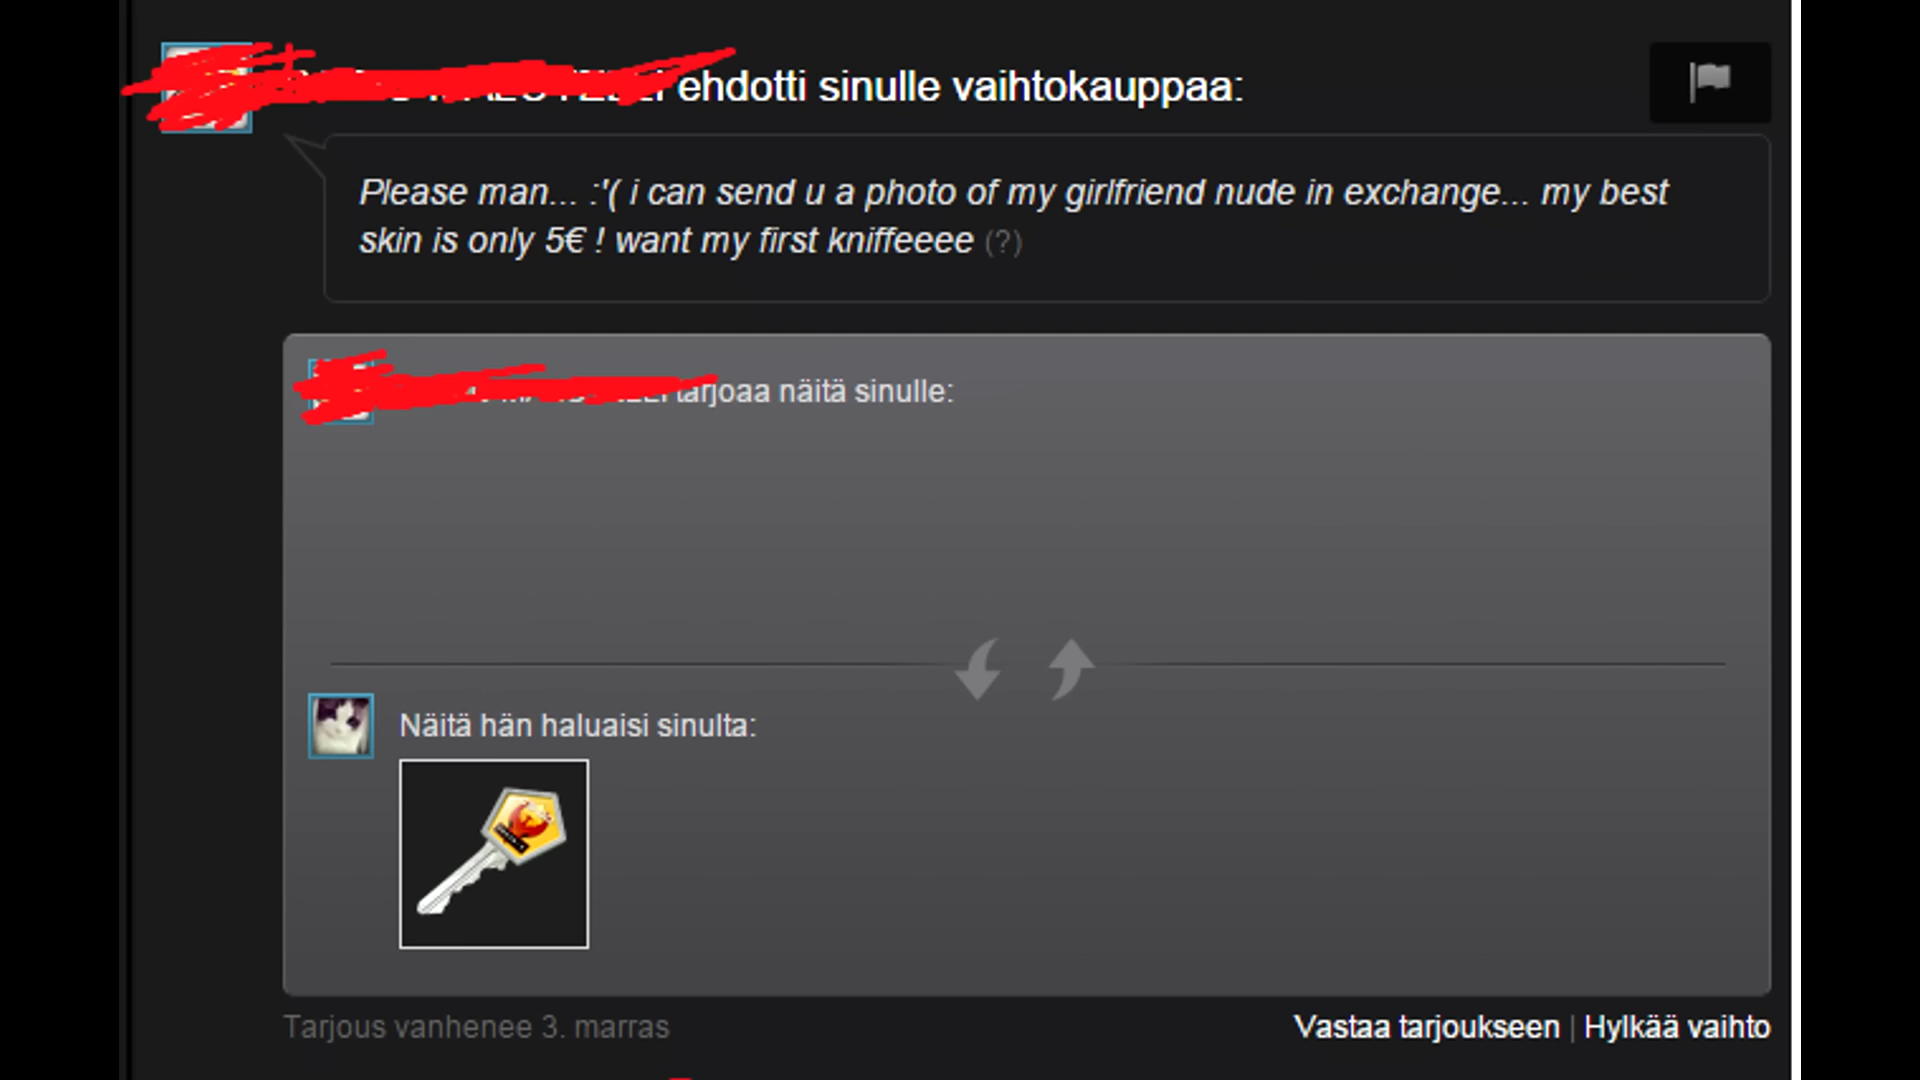 ehdotti sinulle vaihtokauppaa:
Please man... :'( i can send u a photo of my girlfriend nude in exchange... my best
skin is only 5€ ! want my first kniffeeee (?)
tarjoaa näitä sinulle:
Näitä hän haluaisi sinulta:
Tarjous vanhenee 3. marras
Vastaa tarjoukseen | Hylkää vaihto